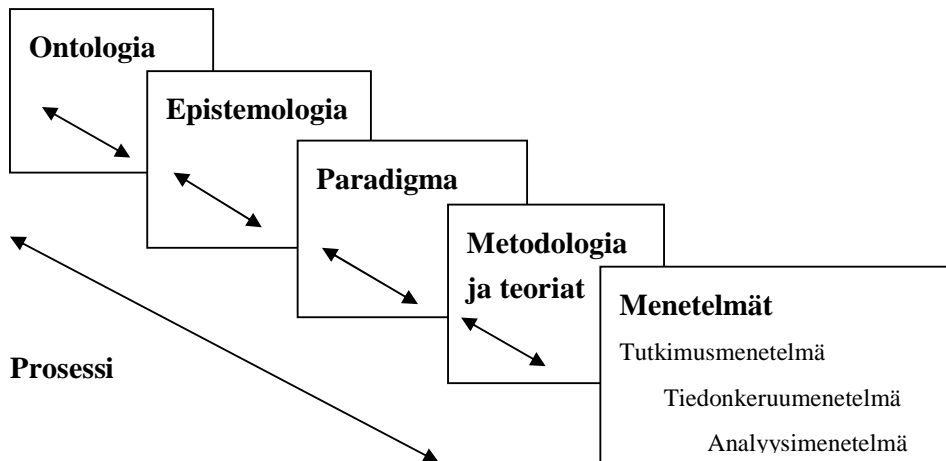 Ontologia
Epistemologia
Paradigma
Metodologia
ja teoriat
Menetelmät
Tutkimusmenetelmä
Tiedonkeruumenetelmä
Analyysimenetelmä
Prosessi